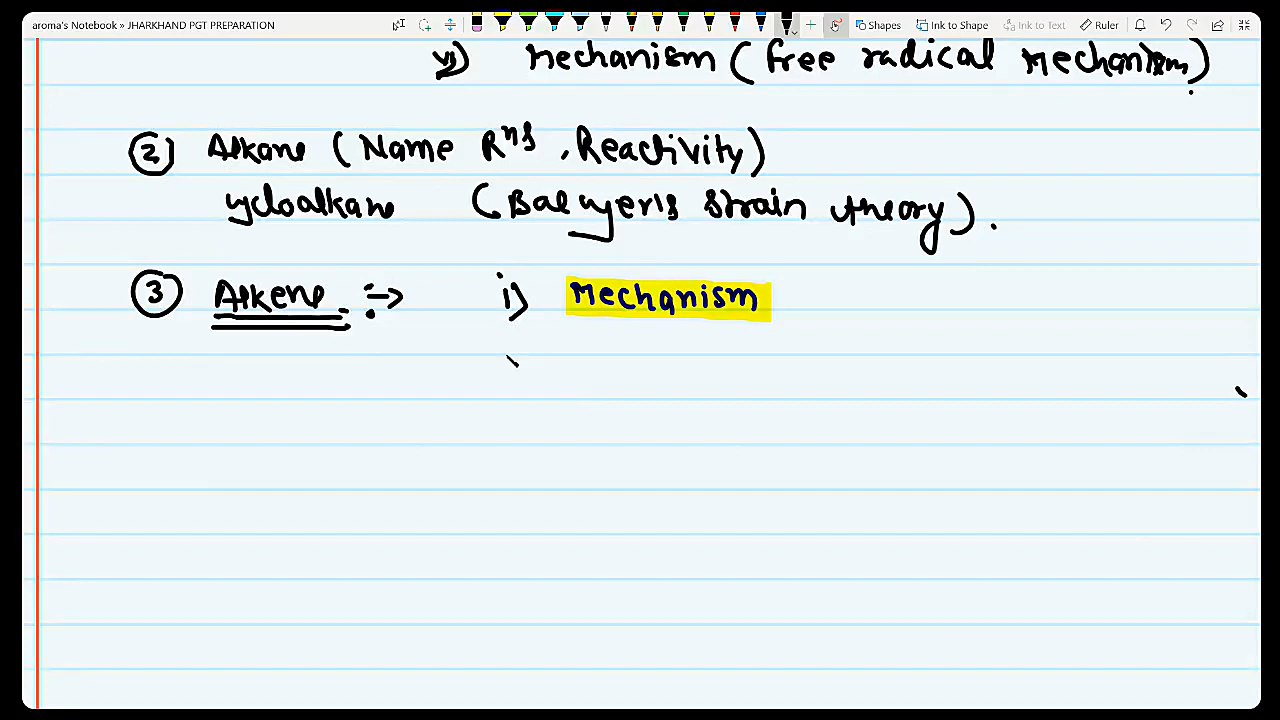 aroma's Notebook » JHARKHAND PGT PREPARATION Shapes Ink to Shape Ink to Text Ruler
v) Mechanism (free radical Mechanism)
② Alkane (Name Rⁿs, Reactivity)
cycloalkane (Baeyer's strain theory).
③ Alkene :→ i) Mechanism